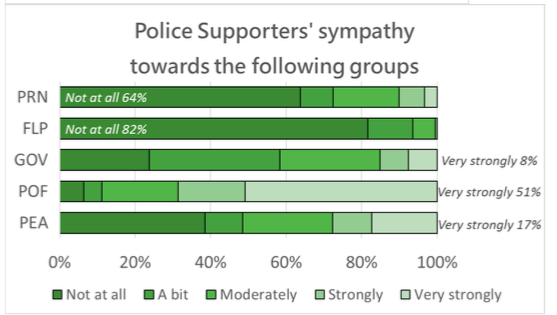 Police Supporters' sympathy
towards the following groups
PRN Not at all 64%
FLP Not at all 82%
GOV Very strongly 8%
POF Very strongly 51%
PEA Very strongly 17%
0% 20% 40% 60% 80% 100%
Not at all A bit Moderately Strongly Very strongly